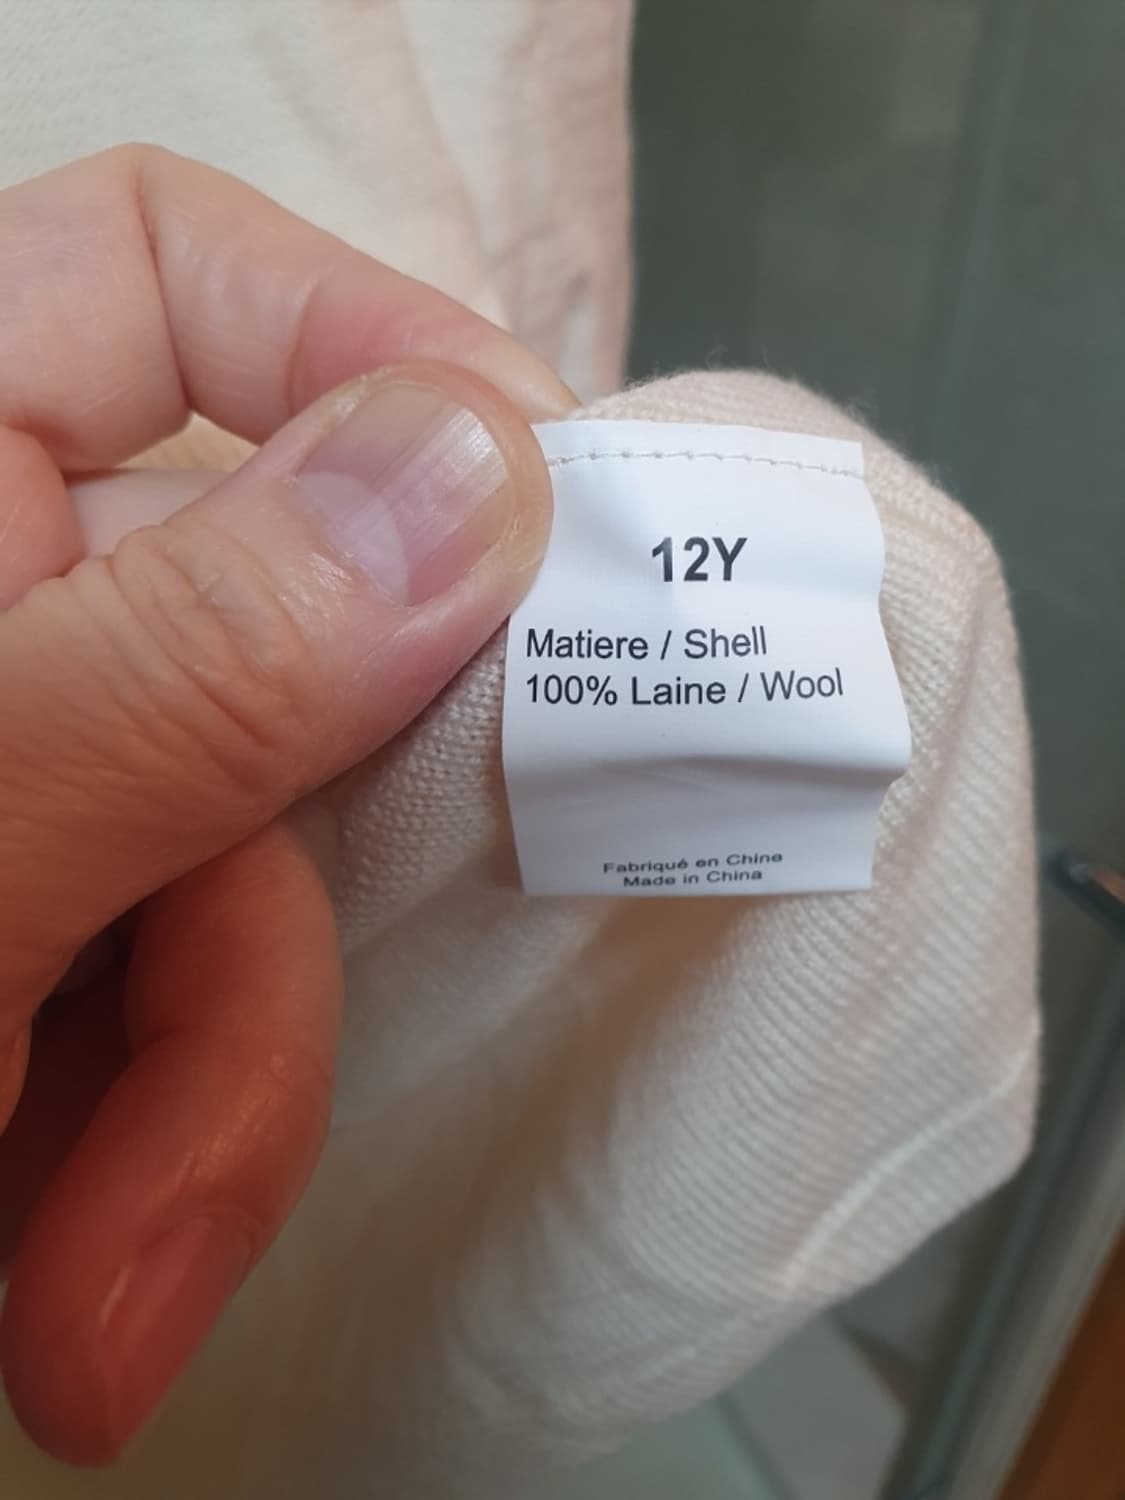 12Y
Matiere / Shell
100% Laine / Wool
Fabriqué en Chine
Made in China